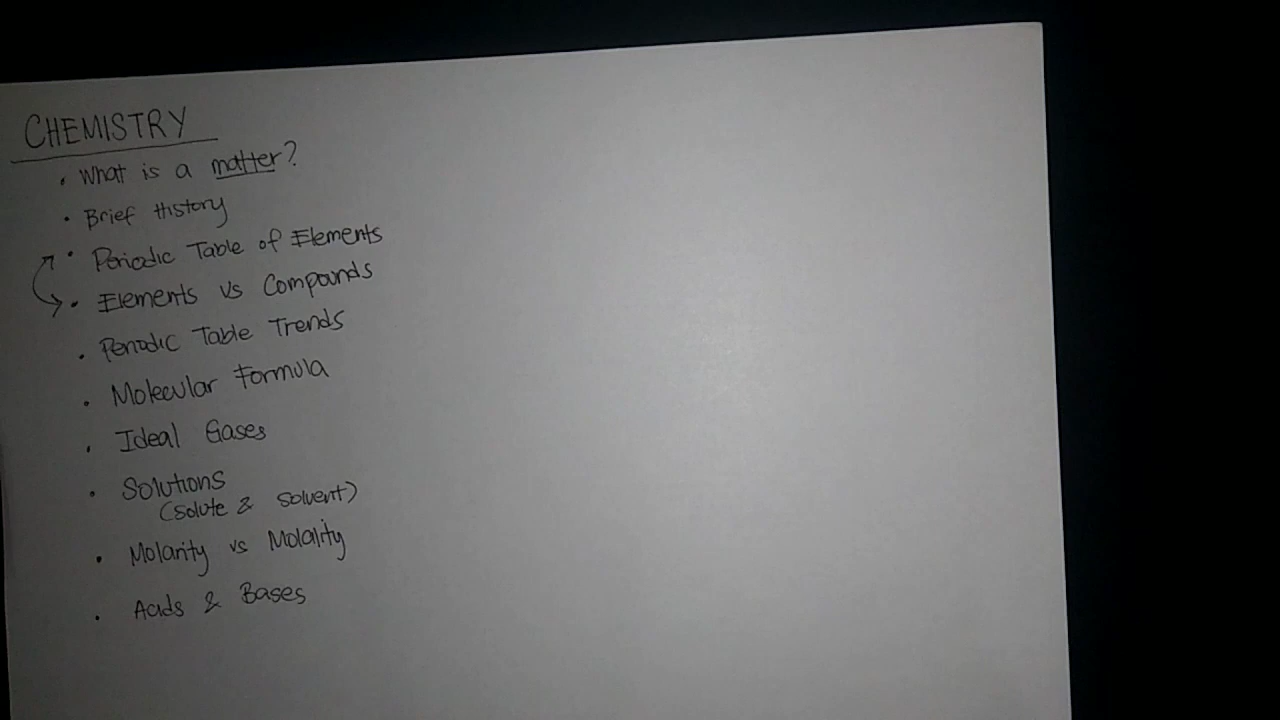 CHEMISTRY
• What is a matter?
• Brief History
• Periodic Table of Elements
• Elements vs Compounds
• Periodic Table Trends
• Molecular Formula
• Ideal Gases
• Solutions
(solute & solvent)
• Molarity vs Molality
• Acids & Bases